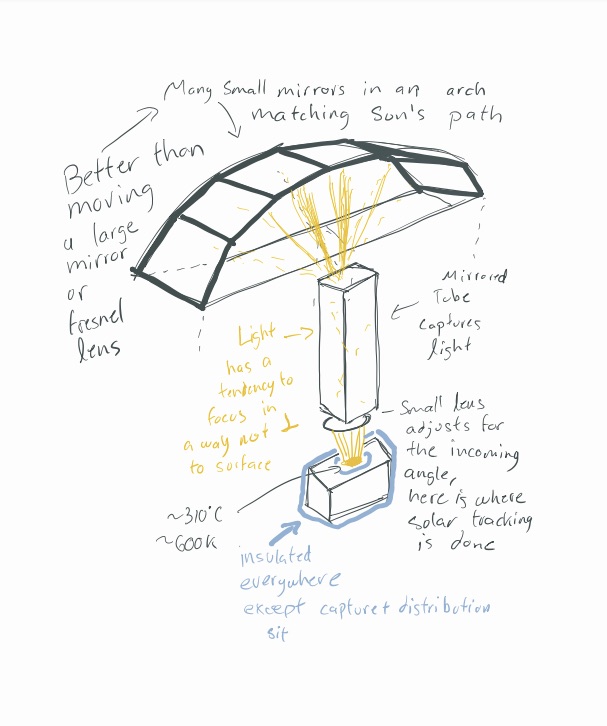 Many small mirrors in an arch
matching Sun's path
Better than
moving
a large
mirror
or
fresnel
lens
Mirrored
Tube
captures
light
Light
has a
tendency to
focus in
a way not ⊥
to surface
Small lens
adjusts for
the incoming
angle,
here is where
solar tracking
is done
~310°C
~600K
insulated
everywhere
except capture + distribution
sit